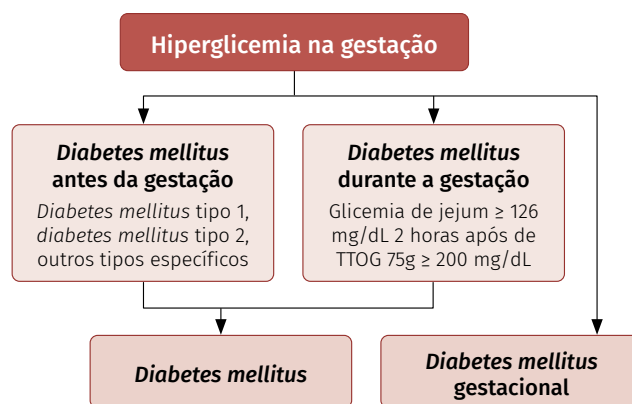 Hiperglicemia na gestação
Diabetes mellitus
antes da gestação
Diabetes mellitus tipo 1,
diabetes mellitus tipo 2,
outros tipos específicos
Diabetes mellitus
durante a gestação
Glicemia de jejum ≥ 126
mg/dL 2 horas após de
TTOG 75g ≥ 200 mg/dL
Diabetes mellitus
Diabetes mellitus
gestacional